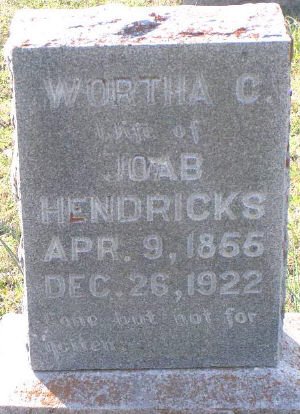 WORTHA C.
wife of
JOAB
HENDRICKS
APR. 9, 1855
DEC. 26, 1922
Gone but not for
gotten.